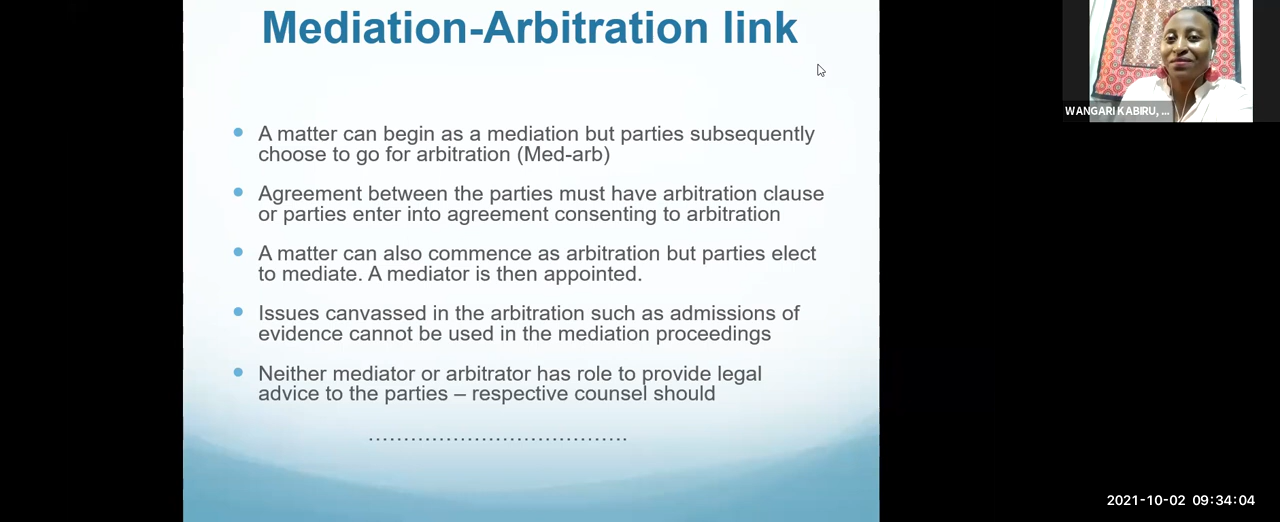 Mediation-Arbitration link
WANGARI KABIRU, ...
A matter can begin as a mediation but parties subsequently
choose to go for arbitration (Med-arb)
Agreement between the parties must have arbitration clause
or parties enter into agreement consenting to arbitration
A matter can also commence as arbitration but parties elect
to mediate. A mediator is then appointed.
Issues canvassed in the arbitration such as admissions of
evidence cannot be used in the mediation proceedings
Neither mediator or arbitrator has role to provide legal
advice to the parties – respective counsel should
.....................................
2021-10-02 09:34:04